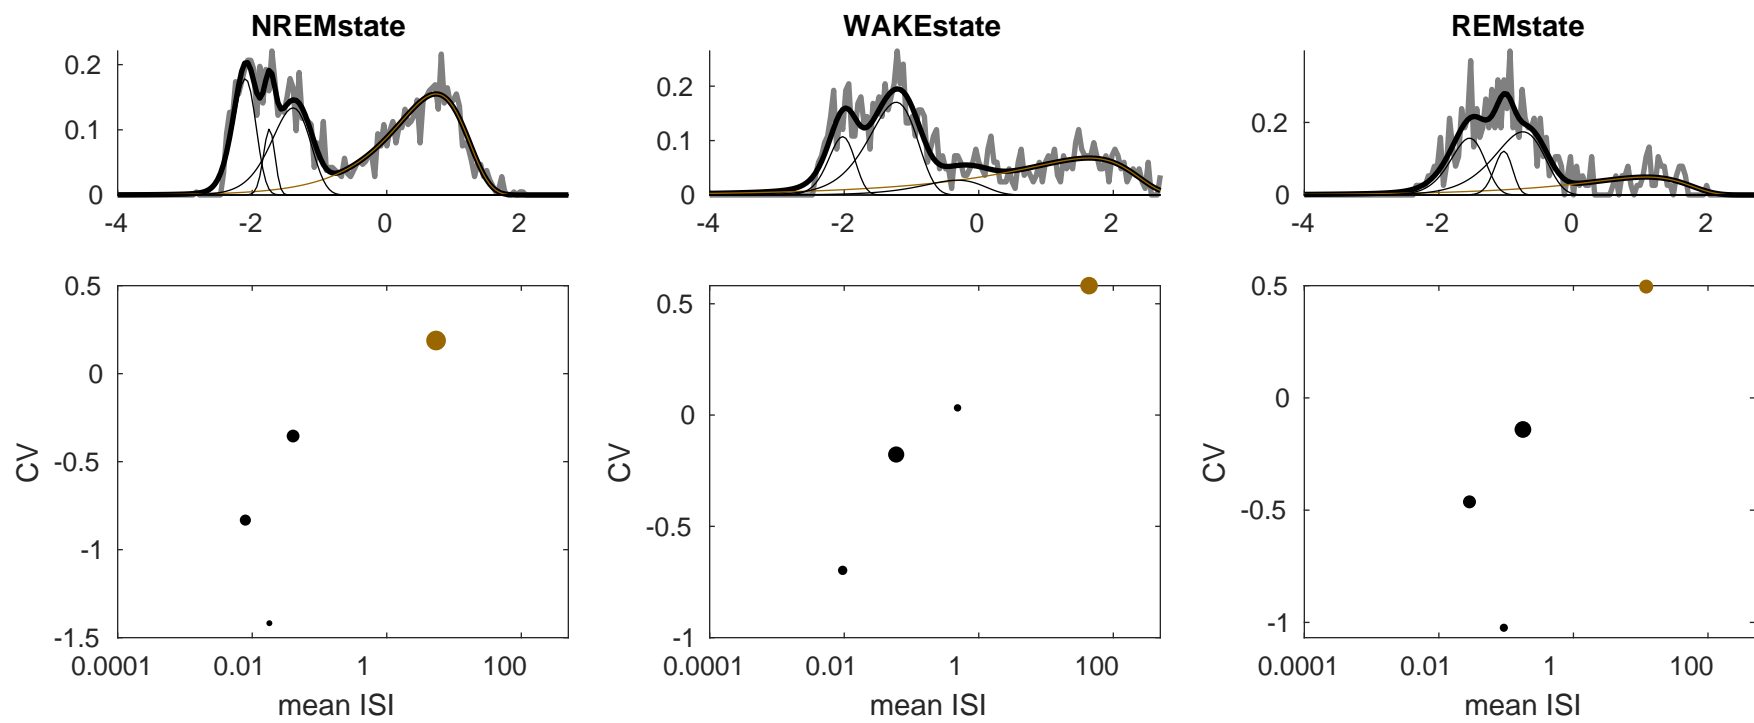 NREMstate WAKEstate REMstate
0.2 0.2 0.2
0.1 0.1
0 0 0
-4 -2 0 2 -4 -2 0 2 -4 -2 0 2
0.5 0.5 0.5
0 0 0
-0.5 -0.5 -0.5
-1 -1 -1
-1.5
CV CV CV
0.0001 0.01 1 100 0.0001 0.01 1 100 0.0001 0.01 1 100
mean ISI mean ISI mean ISI